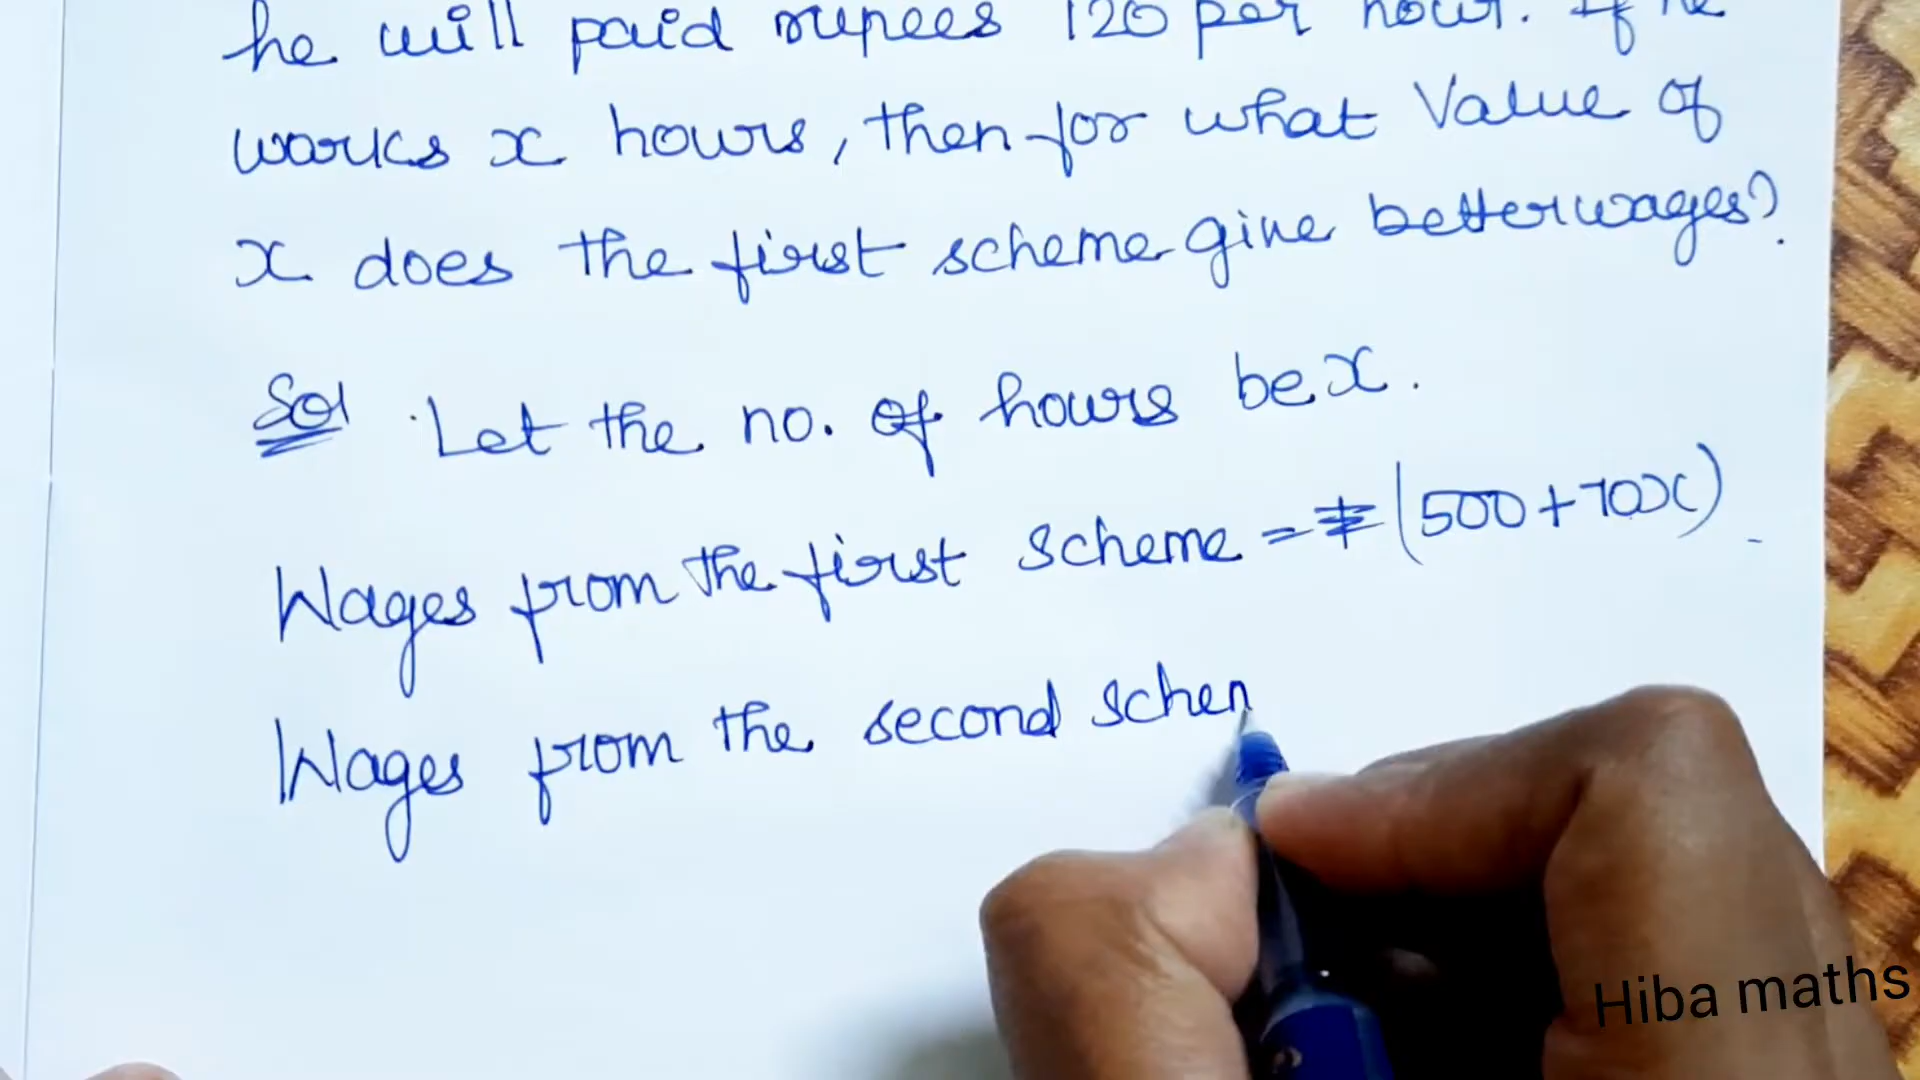 he will paid rupees 120 per hour. If he
works x hours, then for what Value of
x does the first scheme give better wages?
Sol Let the no. of hours be x.
Wages from the first scheme = ₹ (500+70x)
Wages from the second schem
Hiba maths